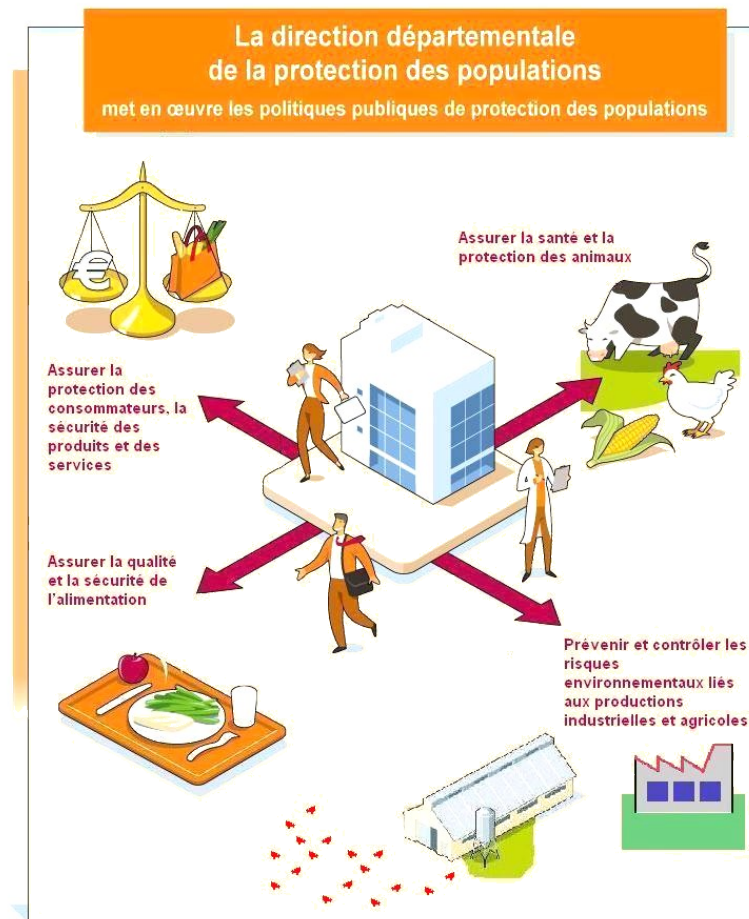 La direction départementale
de la protection des populations
met en œuvre les politiques publiques de protection des populations
Assurer la santé et la
protection des animaux
€
Assurer la
protection des
consommateurs, la
sécurité des
produits et des
services
Assurer la qualité
et la sécurité de
l'alimentation
Prévenir et contrôler les
risques
environnementaux liés
aux productions
industrielles et agricoles